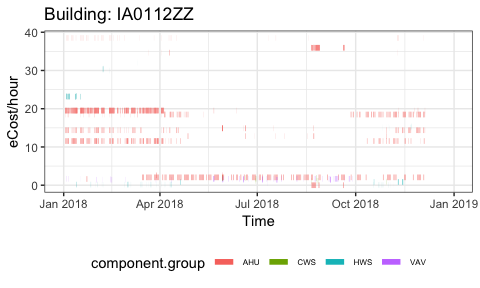 Building: IA0112ZZ
eCost/hour
40
30
20
10
0
Jan 2018 Apr 2018 Jul 2018 Oct 2018 Jan 2019
Time
component.group AHU CWS HWS VAV